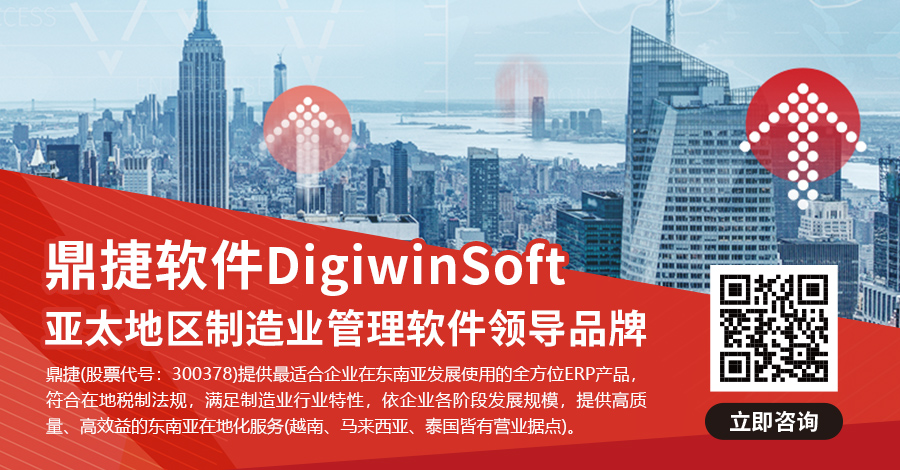 CESS
鼎捷软件DigiwinSoft
亚太地区制造业管理软件领导品牌
鼎捷(股票代号：300378)提供最适合企业在东南亚发展使用的全方位ERP产品，
符合在地税制法规，满足制造业行业特性，依企业各阶段发展规模，提供高质
量、高效益的东南亚在地化服务(越南、马来西亚、泰国皆有营业据点)。
立即咨询